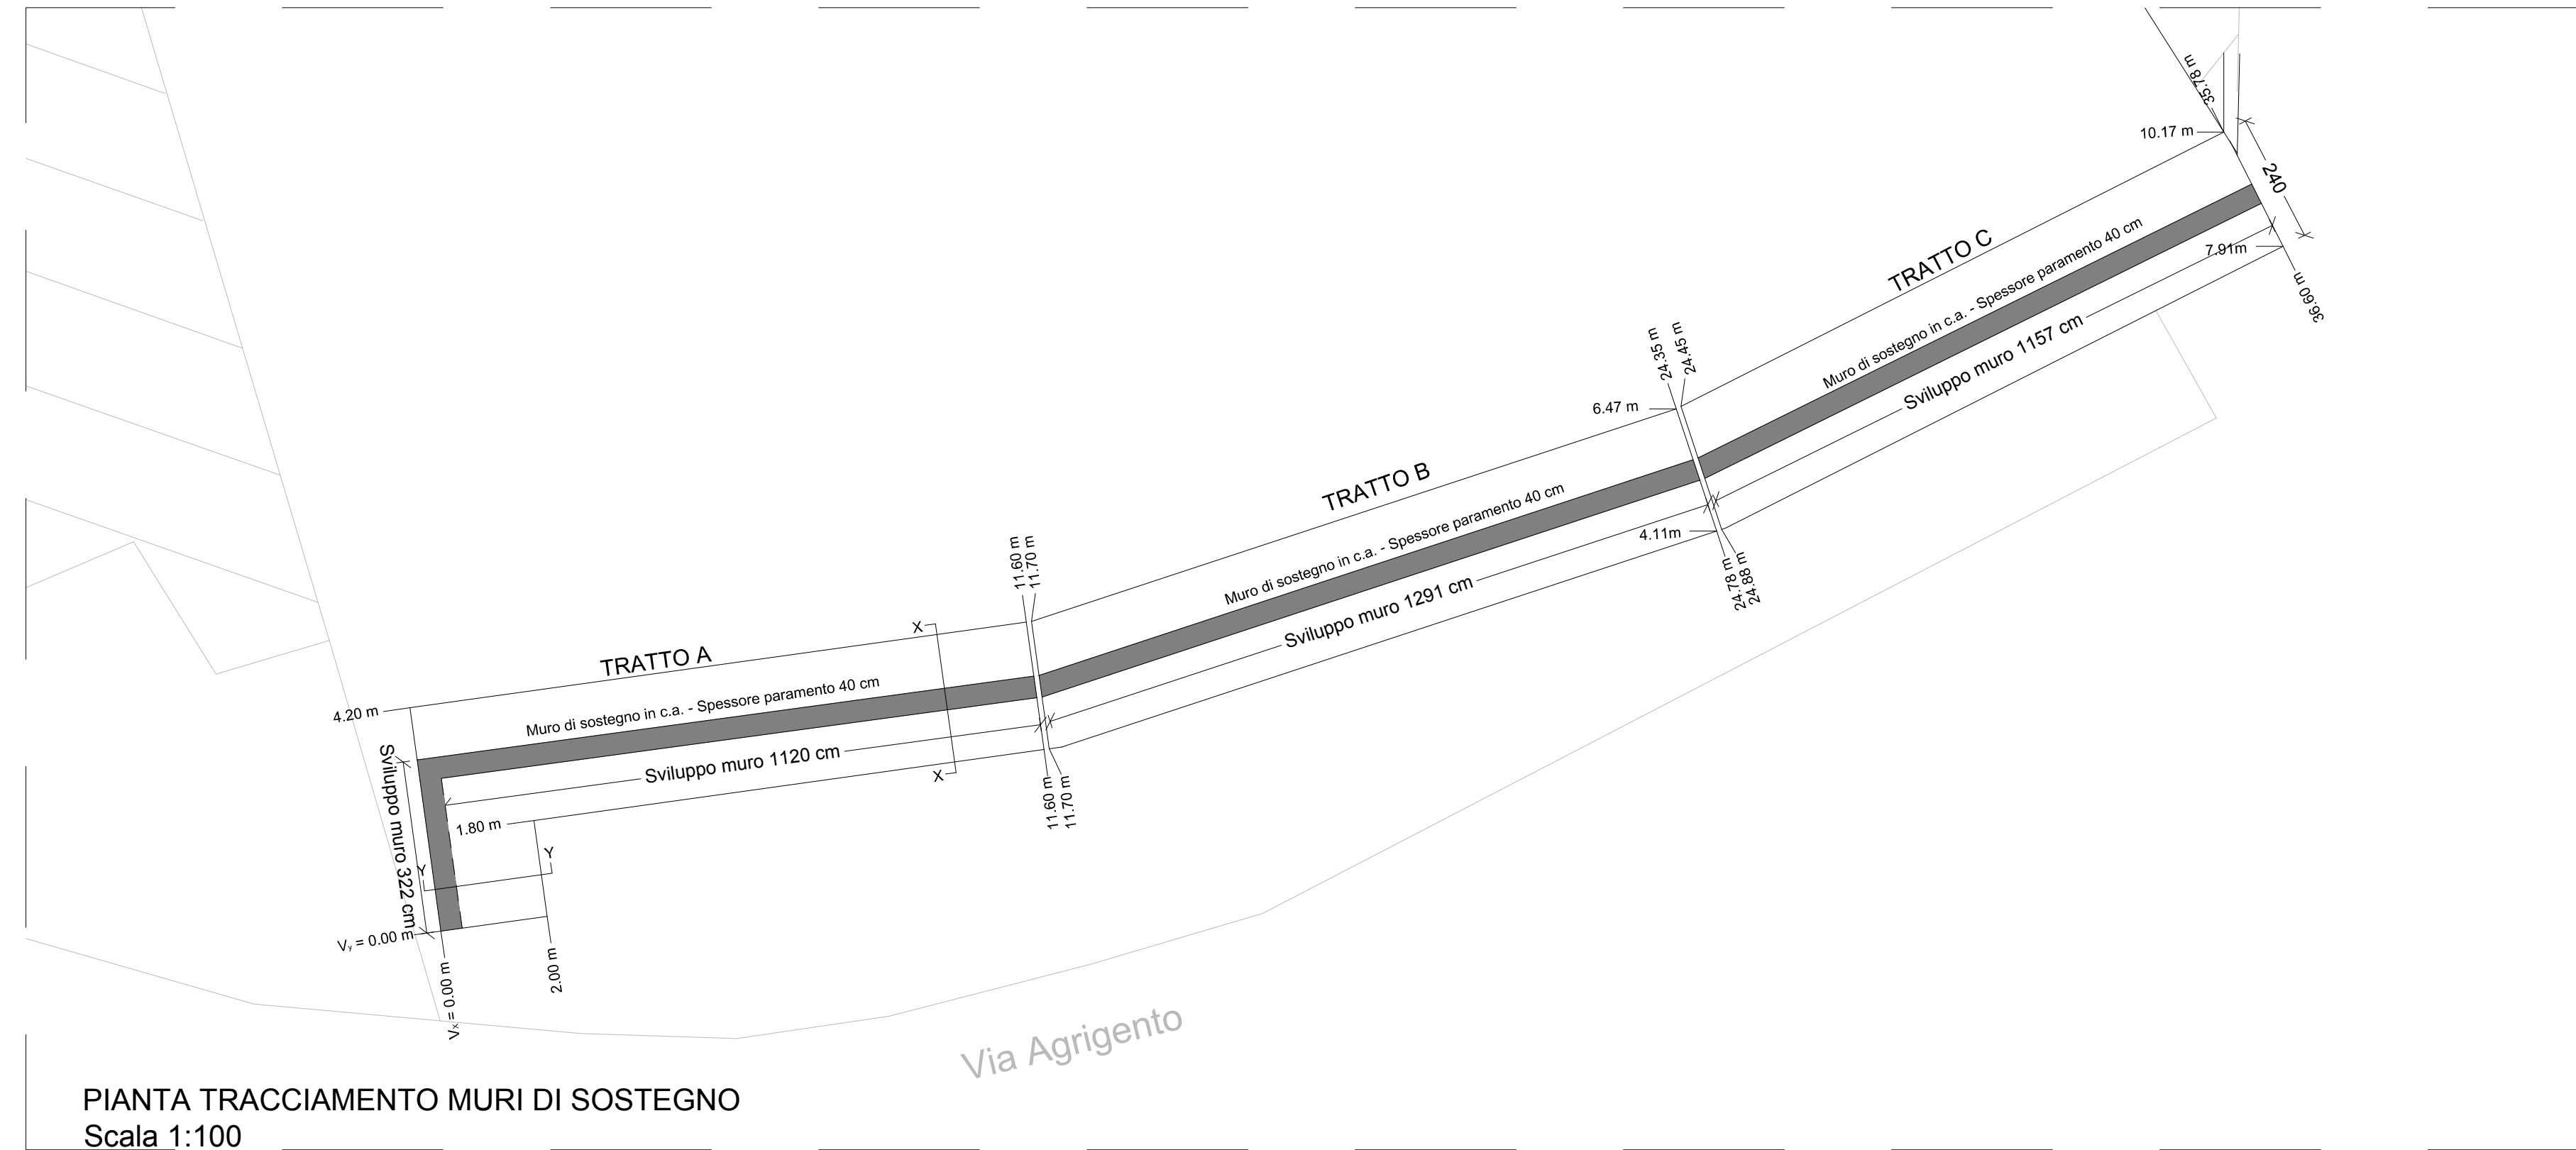 35.78 m
10.17 m
240
TRATTO C
Muro di sostegno in c.a. - Spessore paramento 40 cm
7.91m
36.60 m
Sviluppo muro 1157 cm
24.35 m
24.45 m
6.47 m
TRATTO B
Muro di sostegno in c.a. - Spessore paramento 40 cm
4.11m
24.78 m
24.88 m
Sviluppo muro 1291 cm
11.60 m
11.70 m
X
TRATTO A
Muro di sostegno in c.a. - Spessore paramento 40 cm
4.20 m
Sviluppo muro 1120 cm
X
11.60 m
11.70 m
Sviluppo muro 322 cm
1.80 m
Y
Y
Vy = 0.00 m
Vx = 0.00 m
2.00 m
Via Agrigento
PIANTA TRACCIAMENTO MURI DI SOSTEGNO
Scala 1:100